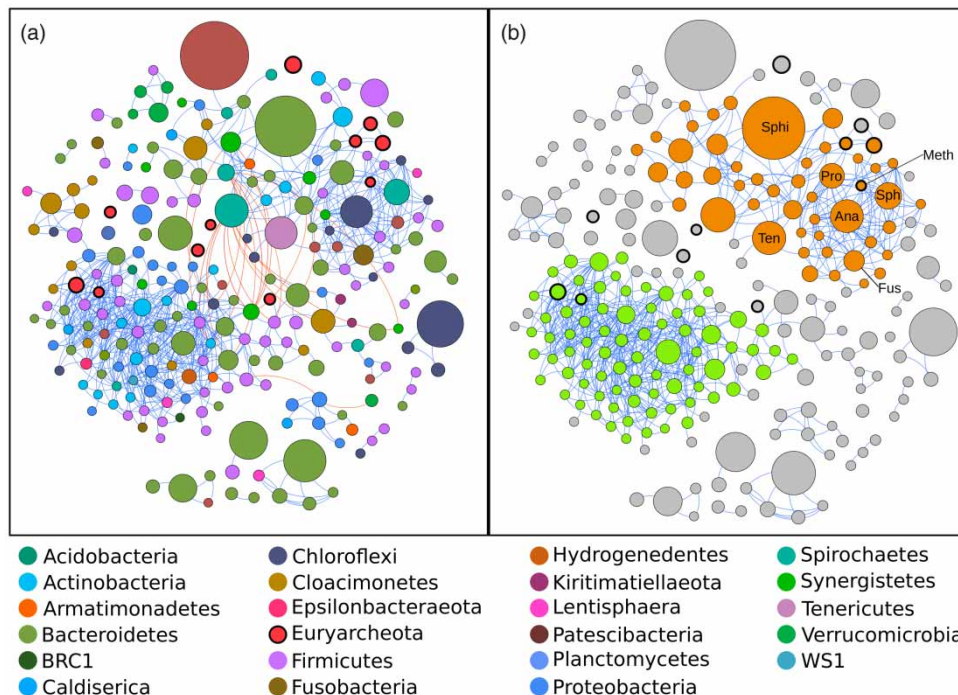 (a)
(b)
Sphi
Meth
Pro
Sph
Ana
Ten
Fus
Acidobacteria
Actinobacteria
Armatimonadetes
Bacteroidetes
BRC1
Caldiserica
Chloroflexi
Cloacimonetes
Epsilonbacteraeota
Euryarcheota
Firmicutes
Fusobacteria
Hydrogenedentes
Kiritimatiellaeota
Lentisphaera
Patescibacteria
Planctomycetes
Proteobacteria
Spirochaetes
Synergistetes
Tenericutes
Verrucomicrobia
WS1